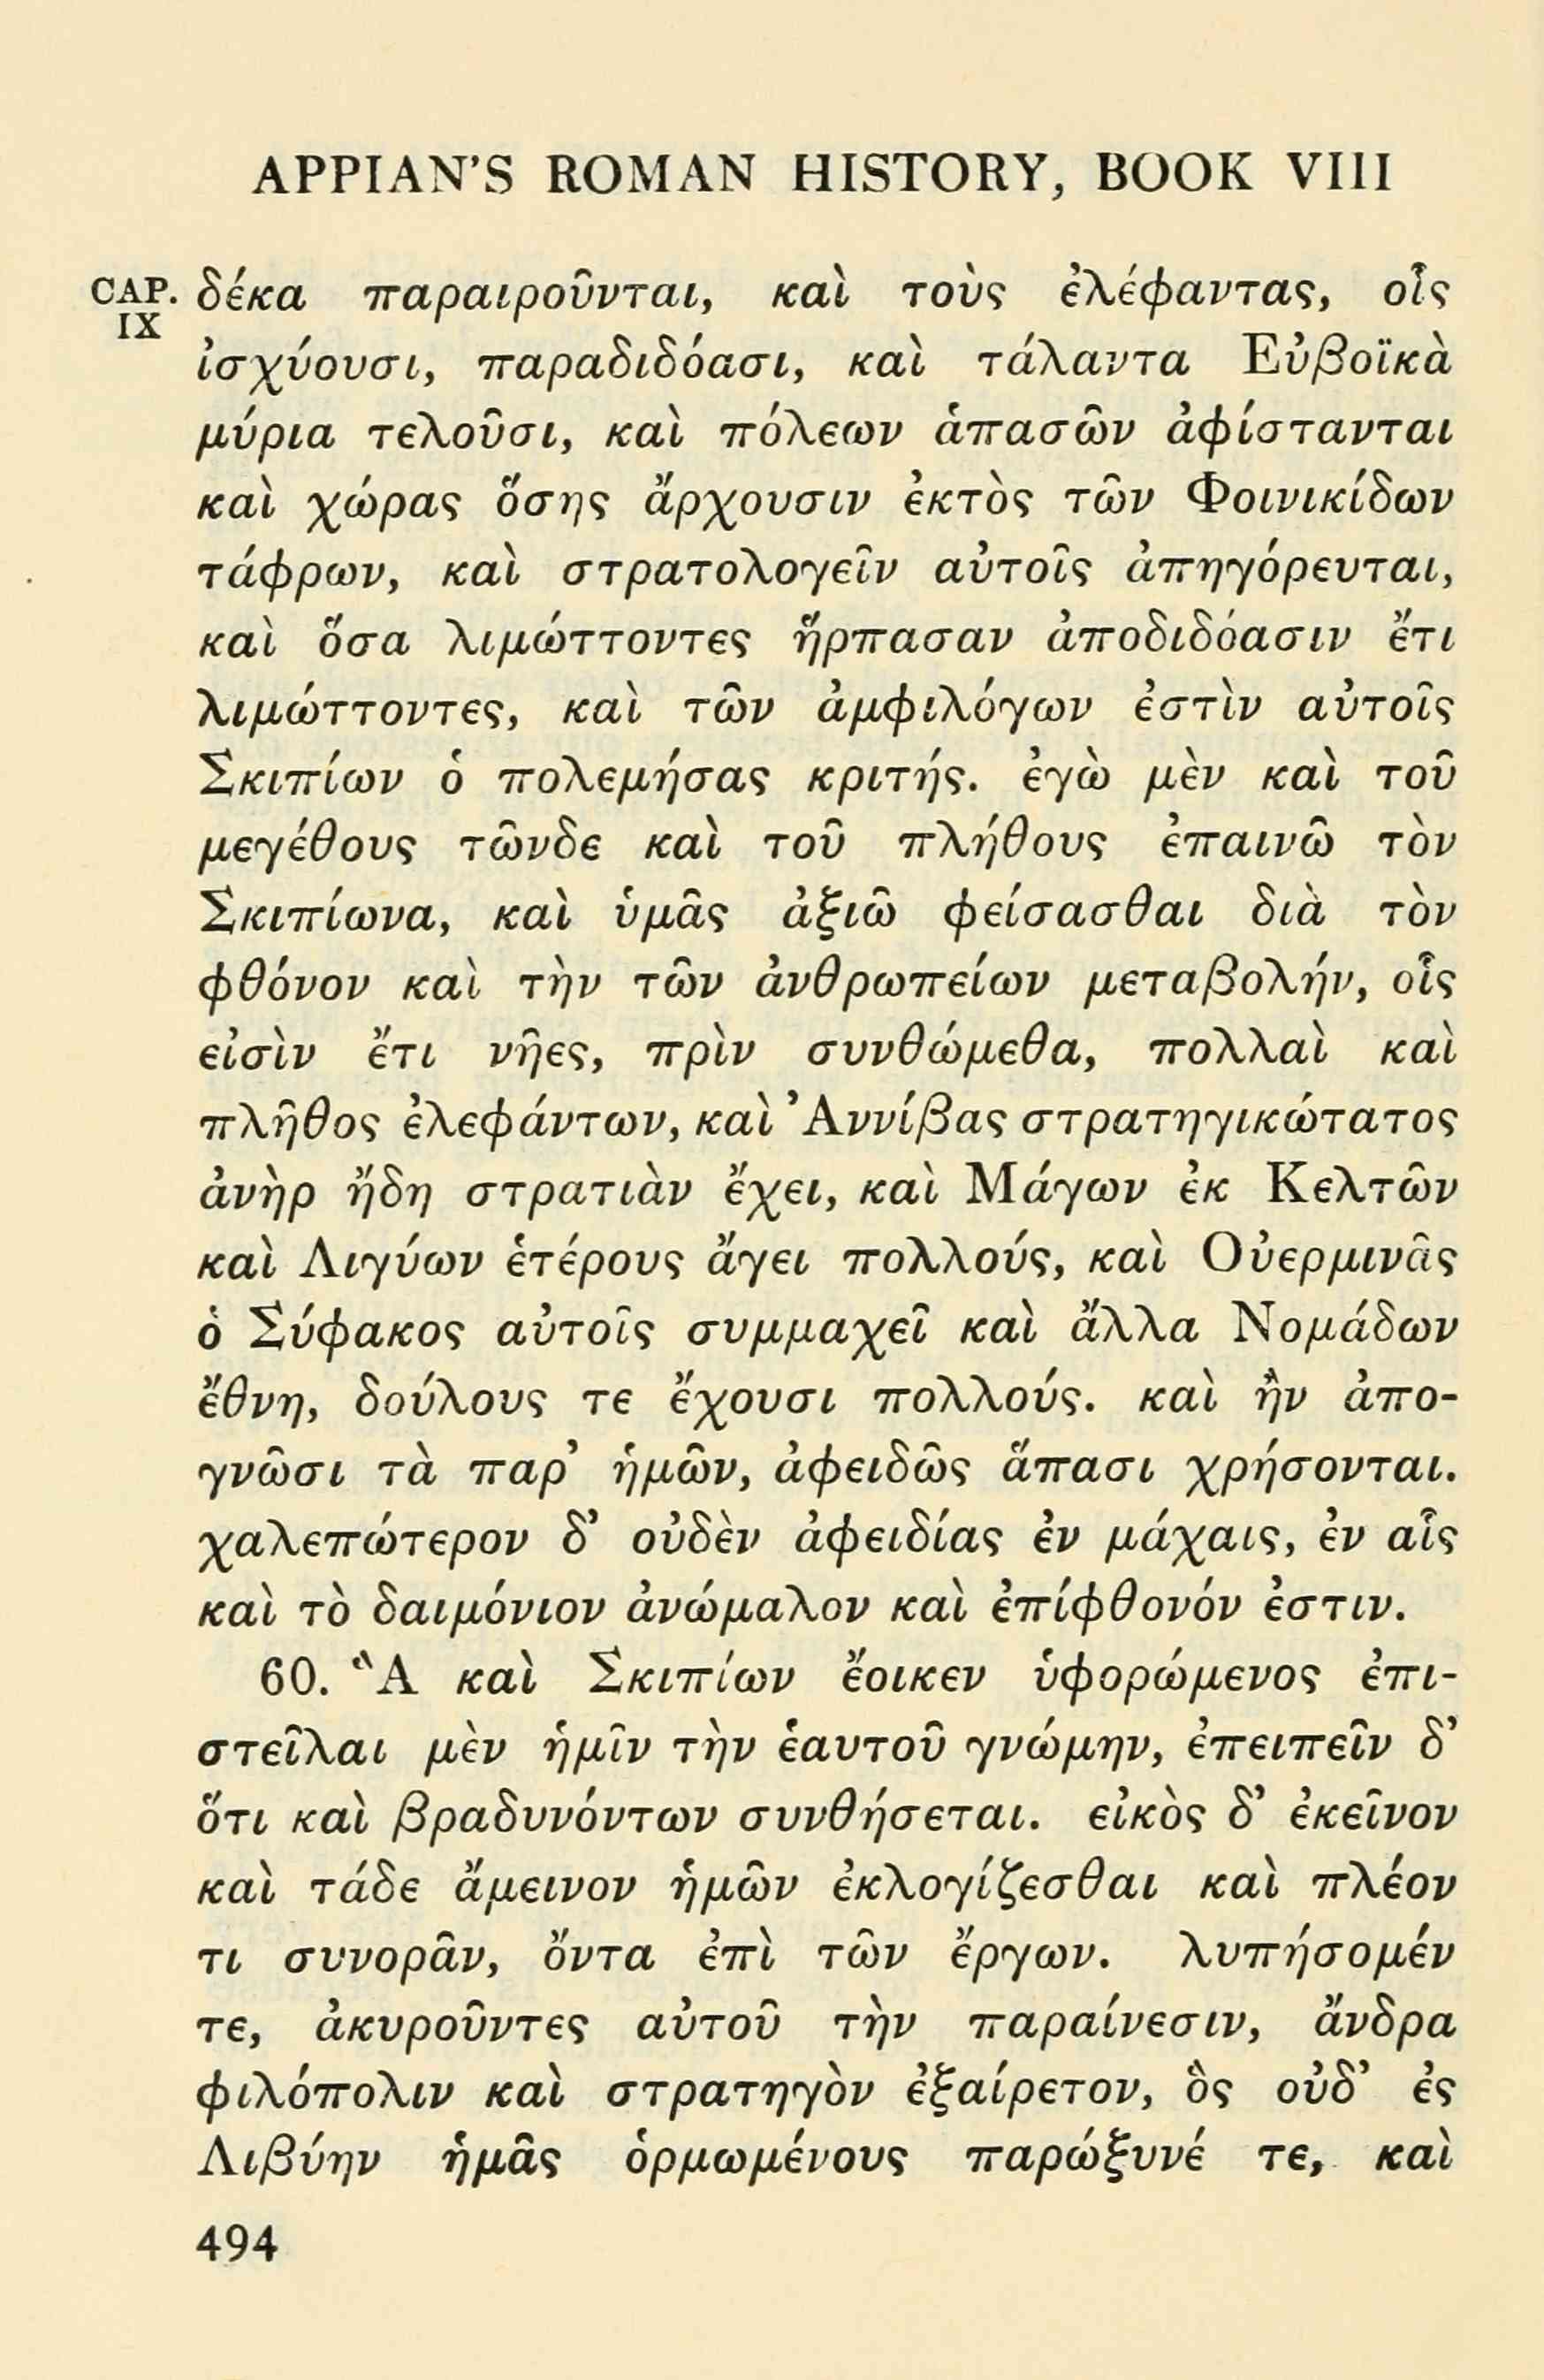 APPIAN'S ROMAN HISTORY, BOOK VIII
CAP. IX
δέκα παραιροῦνται, καὶ τοὺς ἐλέφαντας, οἷς
ἰσχύουσι, παραδιδόασι, καὶ τάλαντα Εὐβοϊκὰ
μύρια τελοῦσι, καὶ πόλεων ἁπασῶν ἀφίστανται
καὶ χώρας ὅσης ἄρχουσιν ἐκτὸς τῶν Φοινικίδων
τάφρων, καὶ στρατολογεῖν αὐτοῖς ἀπηγόρευται,
καὶ ὅσα λιμώττοντες ἥρπασαν ἀποδιδόασιν ἔτι
λιμώττοντες, καὶ τῶν ἀμφιλόγων ἐστὶν αὐτοῖς
Σκιπίων ὁ πολεμήσας κριτής. ἐγὼ μὲν καὶ τοῦ
μεγέθους τῶνδε καὶ τοῦ πλήθους ἐπαινῶ τὸν
Σκιπίωνα, καὶ ὑμᾶς ἀξιῶ φείσασθαι διὰ τὸν
φθόνον καὶ τὴν τῶν ἀνθρωπείων μεταβολήν, οἷς
εἰσὶν ἔτι νῆες, πρὶν συνθώμεθα, πολλαὶ καὶ
πλῆθος ἐλεφάντων, καὶ Ἀννίβας στρατηγικώτατος
ἀνὴρ ἤδη στρατιὰν ἔχει, καὶ Μάγων ἐκ Κελτῶν
καὶ Λιγύων ἑτέρους ἄγει πολλούς, καὶ Οὐερμινᾶς
ὁ Σύφακος αὐτοῖς συμμαχεῖ καὶ ἄλλα Νομάδων
ἔθνη, δούλους τε ἔχουσι πολλούς. καὶ ἢν ἀπο-
γνῶσι τὰ παρ' ἡμῶν, ἀφειδῶς ἅπασι χρήσονται.
χαλεπώτερον δ' οὐδὲν ἀφειδίας ἐν μάχαις, ἐν αἷς
καὶ τὸ δαιμόνιον ἀνώμαλον καὶ ἐπίφθονόν ἐστιν.
60. Ἃ καὶ Σκιπίων ἔοικεν ὑφορώμενος ἐπι-
στεῖλαι μὲν ἡμῖν τὴν ἑαυτοῦ γνώμην, ἐπειπεῖν δ'
ὅτι καὶ βραδυνόντων συνθήσεται. εἰκὸς δ' ἐκεῖνον
καὶ τάδε ἄμεινον ἡμῶν ἐκλογίζεσθαι καὶ πλέον
τι συνορᾶν, ὄντα ἐπὶ τῶν ἔργων. λυπήσομέν
τε, ἀκυροῦντες αὐτοῦ τὴν παραίνεσιν, ἄνδρα
φιλόπολιν καὶ στρατηγὸν ἐξαίρετον, ὃς οὐδ' ἐς
Λιβύην ἡμᾶς ὁρμωμένους παρώξυνέ τε, καὶ
494